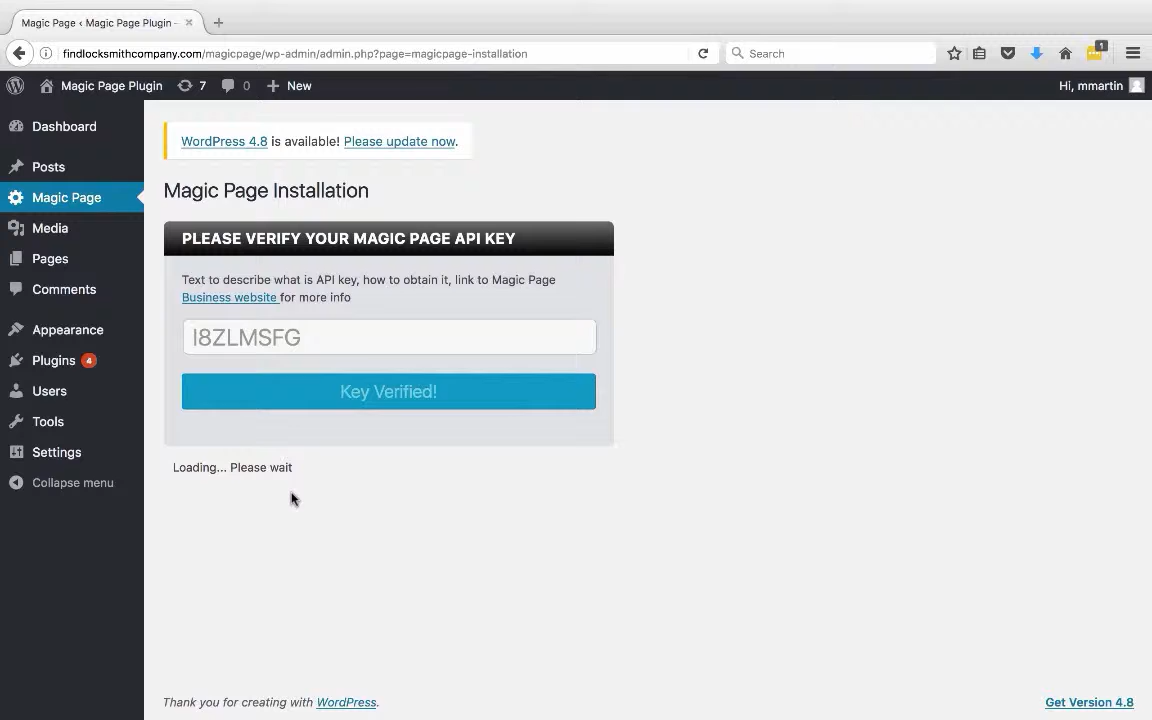 Magic Page ‹ Magic Page Plugin -
findlocksmithcompany.com/magicpage/wp-admin/admin.php?page=magicpage-installation
Search
1
Magic Page Plugin
7
0
New
Hi, mmartin
Dashboard
Posts
Magic Page
Media
Pages
Comments
Appearance
Plugins 4
Users
Tools
Settings
Collapse menu
WordPress 4.8 is available! Please update now.
Magic Page Installation
PLEASE VERIFY YOUR MAGIC PAGE API KEY
Text to describe what is API key, how to obtain it, link to Magic Page
Business website for more info
I8ZLMSFG
Key Verified!
Loading... Please wait
Thank you for creating with WordPress.
Get Version 4.8